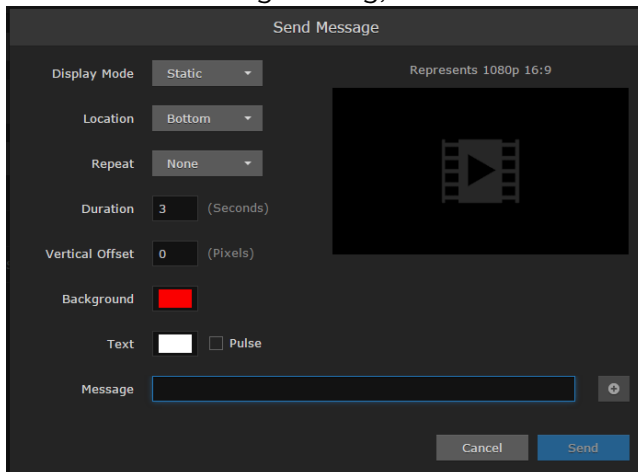 Send Message
Display Mode Static
Represents 1080p 16:9
Location Bottom
Repeat None
Duration 3 (Seconds)
Vertical Offset 0 (Pixels)
Background
Text Pulse
Message
Cancel Send